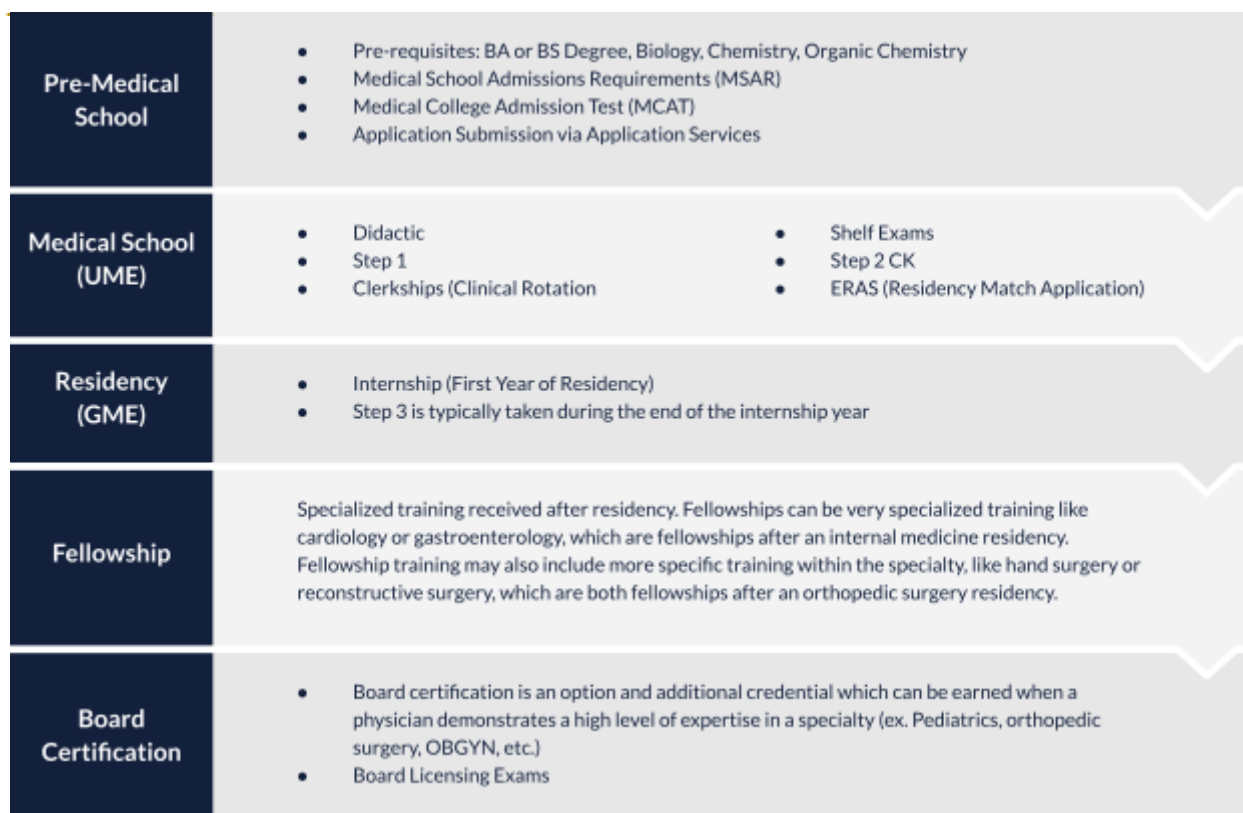 Pre-Medical
School
● Pre-requisites: BA or BS Degree, Biology, Chemistry, Organic Chemistry
● Medical School Admissions Requirements (MSAR)
● Medical College Admission Test (MCAT)
● Application Submission via Application Services
Medical School
(UME)
● Didactic
● Step 1
● Clerkships (Clinical Rotation
● Shelf Exams
● Step 2 CK
● ERAS (Residency Match Application)
Residency
(GME)
● Internship (First Year of Residency)
● Step 3 is typically taken during the end of the internship year
Fellowship
Specialized training received after residency. Fellowships can be very specialized training like
cardiology or gastroenterology, which are fellowships after an internal medicine residency.
Fellowship training may also include more specific training within the specialty, like hand surgery or
reconstructive surgery, which are both fellowships after an orthopedic surgery residency.
Board
Certification
● Board certification is an option and additional credential which can be earned when a
physician demonstrates a high level of expertise in a specialty (ex. Pediatrics, orthopedic
surgery, OBGYN, etc.)
● Board Licensing Exams